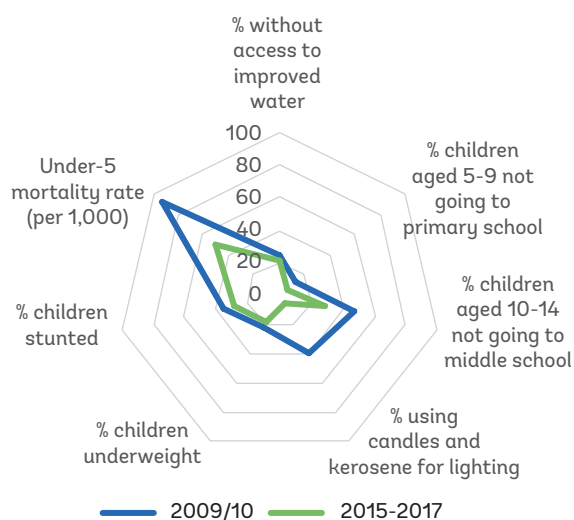 % without
access to
improved
water
100
80
60
40
20
0
Under-5
mortality rate
(per 1,000)
% children
aged 5-9 not
going to
primary school
% children
stunted
% children
aged 10-14
not going to
middle school
% children
underweight
% using
candles and
kerosene for lighting
2009/10
2015-2017